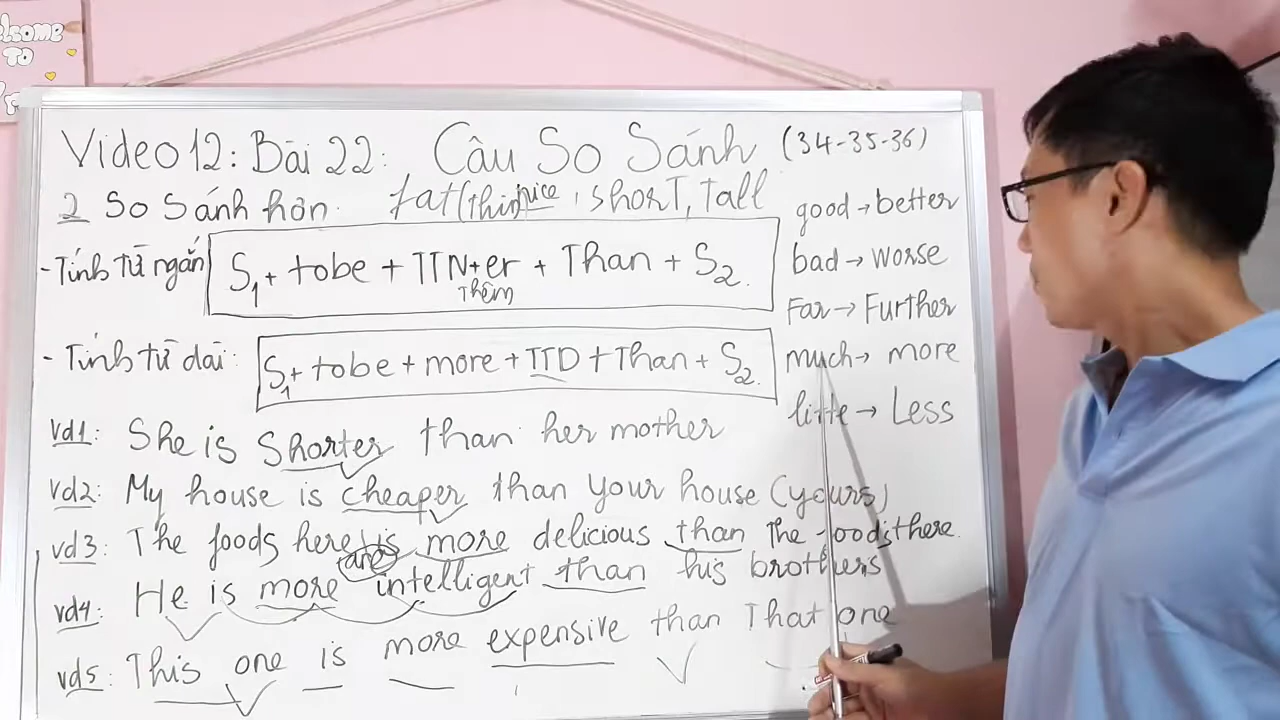 elsome
TO
Video 12: Bài 22: Câu So Sánh (34-35-36)
2 So Sánh hơn: fat (thin) nice, short, tall
- Tính từ ngắn S1 + tobe + TTN+er + Than + S2.
Thêm
- Tính từ dài: S1 + tobe + more + TTD + Than + S2.
good → better
bad → worse
Far → Further
much → more
little → Less
vd1: She is Shorter than her mother
vd2: My house is cheaper than your house (yours)
vd3: The foods here is more delicious than the foods there.
(are)
vd4: He is more intelligent than his brothers
vd5: This one is more expensive than That one